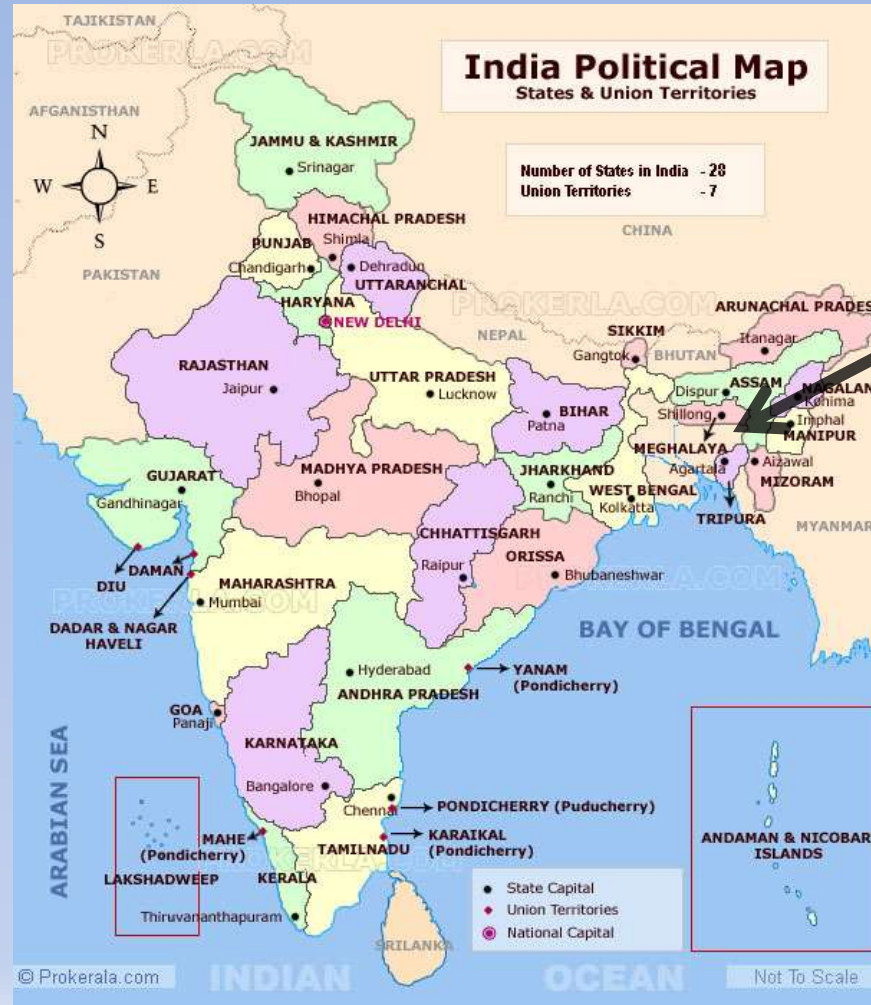 TAJIKISTAN
PROKERLA.COM
India Political Map
States & Union Territories
AFGANISTHAN
N
W
E
S
JAMMU & KASHMIR
Srinagar
Number of States in India - 28
Union Territories - 7
HIMACHAL PRADESH
Shimla
CHINA
PUNJAB
Chandigarh
Dehradun
UTTARANCHAL
PAKISTAN
HARYANA
NEW DELHI
PROKERLA.COM
ARUNACHAL PRADES
NEPAL
SIKKIM
Itanagar
Gangtok
BHUTAN
RAJASTHAN
Jaipur
UTTAR PRADESH
Lucknow
Dispur
ASSAM
NAGALAN
Kohima
BIHAR
Patna
Shillong
Imphal
MANIPUR
MEGHALAYA
GUJARAT
Gandhinagar
MADHYA PRADESH
Bhopal
JHARKHAND
Ranchi
WEST BENGAL
Kolkatta
Agartala
Aizawal
MIZORAM
TRIPURA
MYANMAR
CHHATTISGARH
Raipur
ORISSA
Bhubaneshwar
DIU
DAMAN
MAHARASHTRA
Mumbai
DADAR & NAGAR
HAVELI
BAY OF BENGAL
Hyderabad
ANDHRA PRADESH
YANAM
(Pondicherry)
GOA
Panaji
KARNATAKA
ARABIAN SEA
Bangalore
Chennai
PONDICHERRY (Puducherry)
MAHE
(Pondicherry)
TAMILNADU
KARAIKAL
(Pondicherry)
ANDAMAN & NICOBAR
ISLANDS
LAKSHADWEEP
KERALA
Thiruvananthapuram
State Capital
Union Territories
National Capital
SRILANKA
© Prokerala.com
INDIAN
OCEAN
Not To Scale